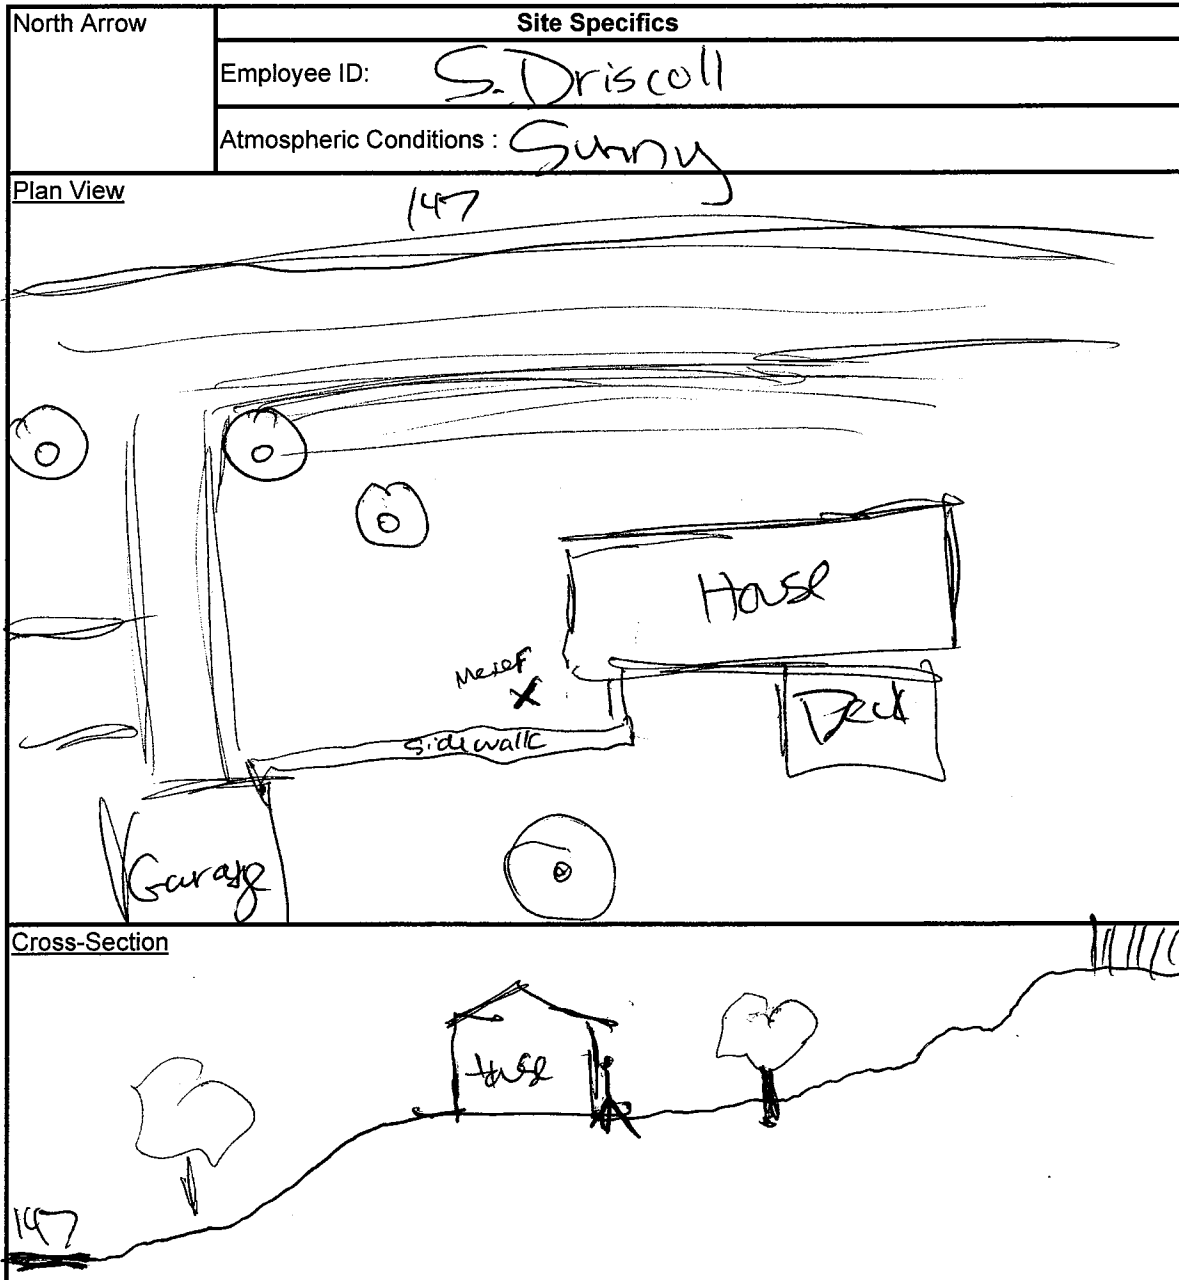 North Arrow
Site Specifics
Employee ID: S. Driscoll
Atmospheric Conditions : Sunny
Plan View
147
House
Deck
sidewalk
Garage
Cross-Section
House
147